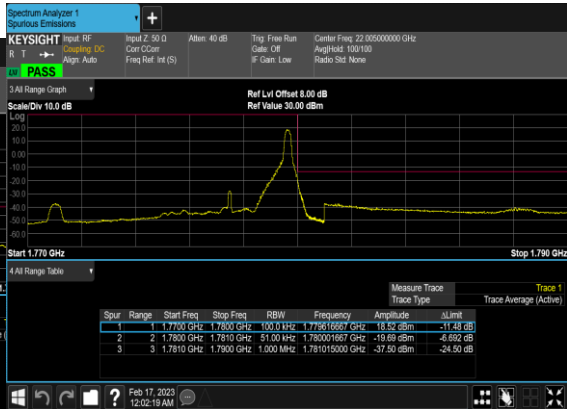 Spectrum Analyzer 1
Spurious Emissions
KEYSIGHT Input: RF Input Z: 50 Ω Atten: 40 dB Trig: Free Run Center Freq: 22.005000000 GHz
R T Coupling: DC Corr CCorr Gate: Off Avg|Hold: 100/100
Align: Auto Freq Ref: Int (S) IF Gain: Low Radio Std: None
LU PASS
3 All Range Graph
Ref Lvl Offset 8.00 dB
Scale/Div 10.0 dB Ref Value 30.00 dBm
Log
20.0
10.0
0.00
-10.0
-20.0
-30.0
-40.0
-50.0
-60.0
Start 1.770 GHz Stop 1.790 GHz
4 All Range Table
Measure Trace Trace 1
Trace Type Trace Average (Active)
Spur Range Start Freq Stop Freq RBW Frequency Amplitude ΔLimit
1 1 1.7700 GHz 1.7800 GHz 100.0 kHz 1.779616667 GHz 18.52 dBm -11.48 dB
2 2 1.7800 GHz 1.7810 GHz 51.00 kHz 1.780001667 GHz -19.69 dBm -6.692 dB
3 3 1.7810 GHz 1.7900 GHz 1.000 MHz 1.781015000 GHz -37.50 dBm -24.50 dB
Feb 17, 2023
12:02:19 AM